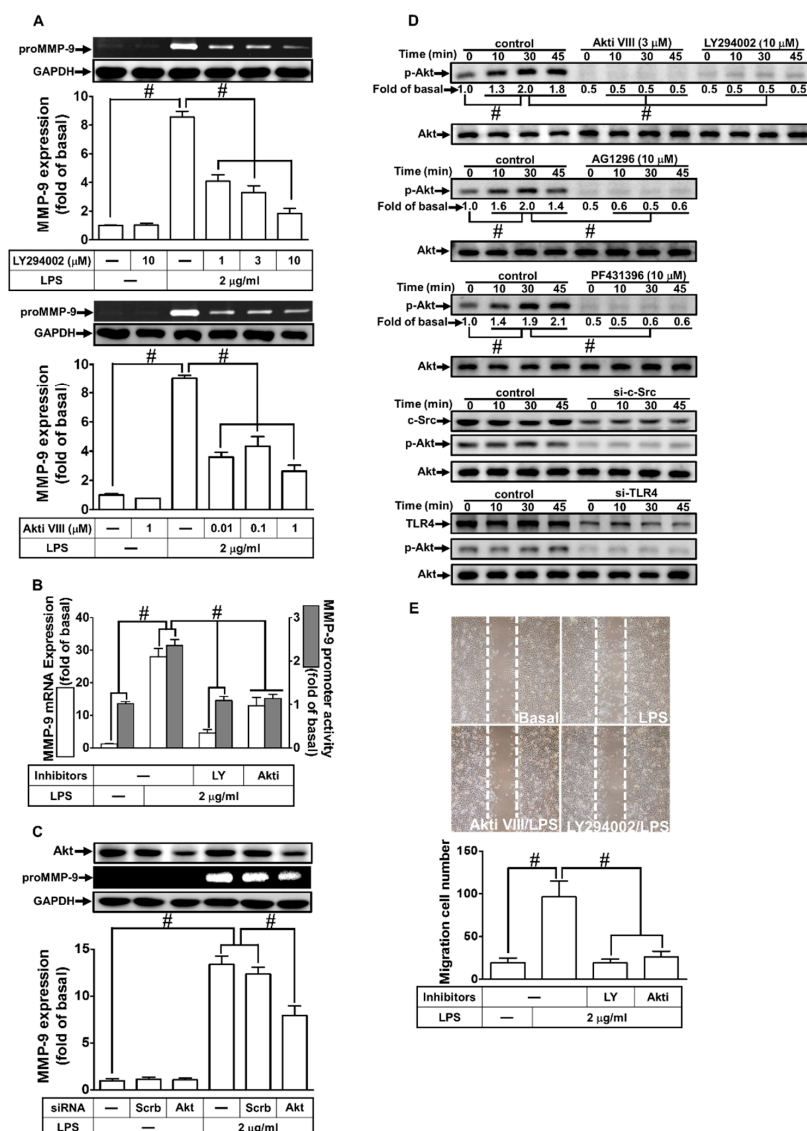 A
proMMP-9
GAPDH
# #
MMP-9 expression
(fold of basal)
10
8
6
4
2
0
LY294002 (μM) — 10 — 1 3 10
LPS — 2 μg/ml
proMMP-9
GAPDH
# #
MMP-9 expression
(fold of basal)
10
8
6
4
2
0
Akti VIII (μM) — 1 — 0.01 0.1 1
LPS — 2 μg/ml
B
MMP-9 mRNA Expression
(fold of basal)
40
30
20
10
0
# #
3
2
1
0
MMP-9 promoter activity
(fold of basal)
Inhibitors — LY Akti
LPS — 2 μg/ml
C
Akt
proMMP-9
GAPDH
# #
MMP-9 expression
(fold of basal)
15
10
5
0
siRNA — Scrb Akt — Scrb Akt
LPS — 2 μg/ml
D
control Akti VIII (3 μM) LY294002 (10 μM)
Time (min) 0 10 30 45 0 10 30 45 0 10 30 45
p-Akt
Fold of basal 1.0 1.3 2.0 1.8 0.5 0.5 0.5 0.5 0.5 0.5 0.5 0.5
# #
Akt
control AG1296 (10 μM)
Time (min) 0 10 30 45 0 10 30 45
p-Akt
Fold of basal 1.0 1.6 2.0 1.4 0.5 0.6 0.5 0.6
# #
Akt
control PF431396 (10 μM)
Time (min) 0 10 30 45 0 10 30 45
p-Akt
Fold of basal 1.0 1.4 1.9 2.1 0.5 0.5 0.6 0.6
# #
Akt
control si-c-Src
Time (min) 0 10 30 45 0 10 30 45
c-Src
p-Akt
Akt
control si-TLR4
Time (min) 0 10 30 45 0 10 30 45
TLR4
p-Akt
Akt
E
Basal LPS
Akti VIII/LPS LY294002/LPS
# #
Migration cell number
150
100
50
0
Inhibitors — LY Akti
LPS — 2 μg/ml